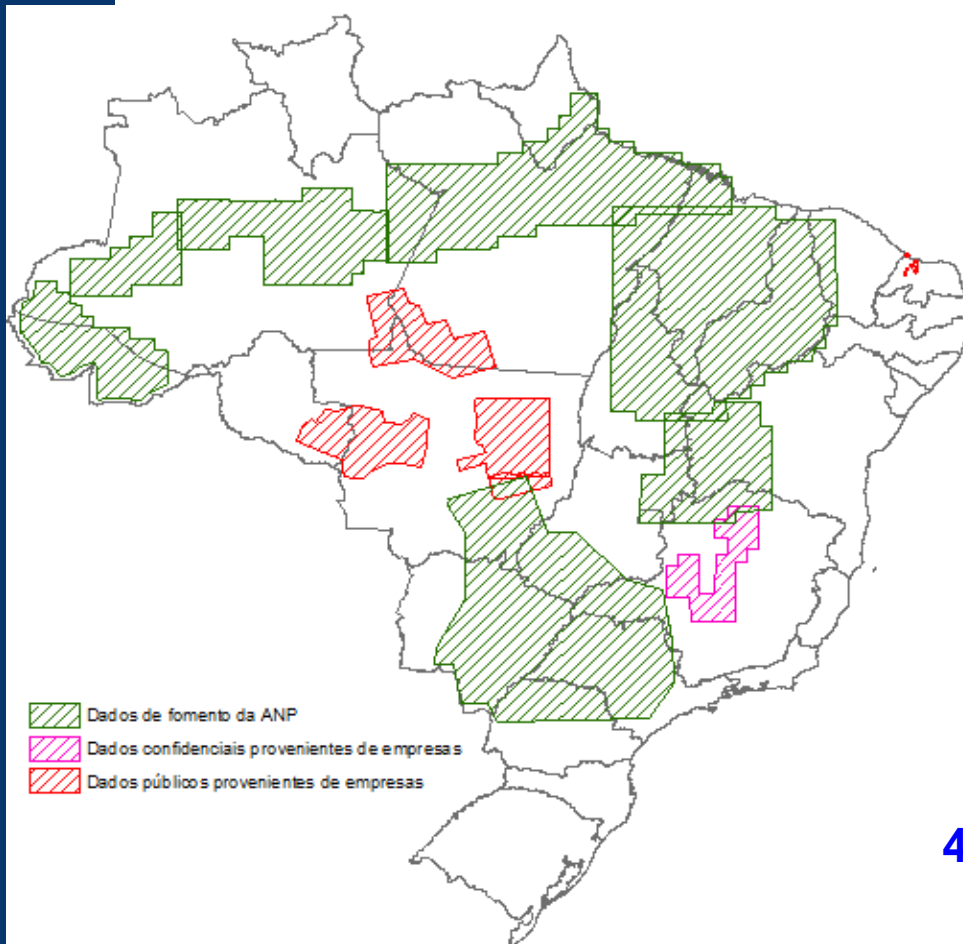 Dados de fomento da ANP
Dados confidenciais provenientes de empresas
Dados públicos provenientes de empresas
4